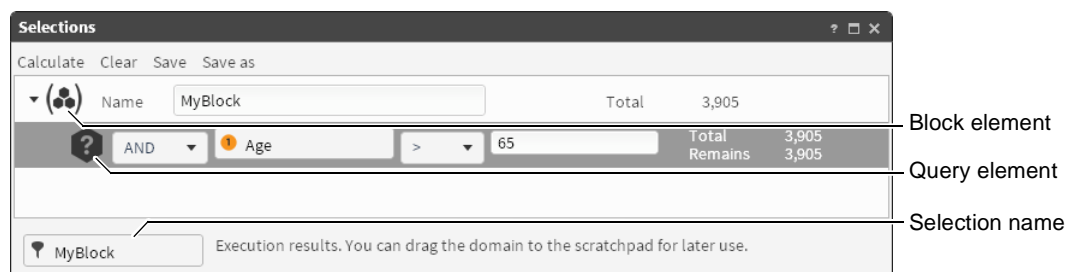 Selections ?
Calculate Clear Save Save as
Name MyBlock Total 3,905
Block element
? AND 1 Age > 65 Total 3,905
Remains 3,905
Query element
Selection name
MyBlock Execution results. You can drag the domain to the scratchpad for later use.